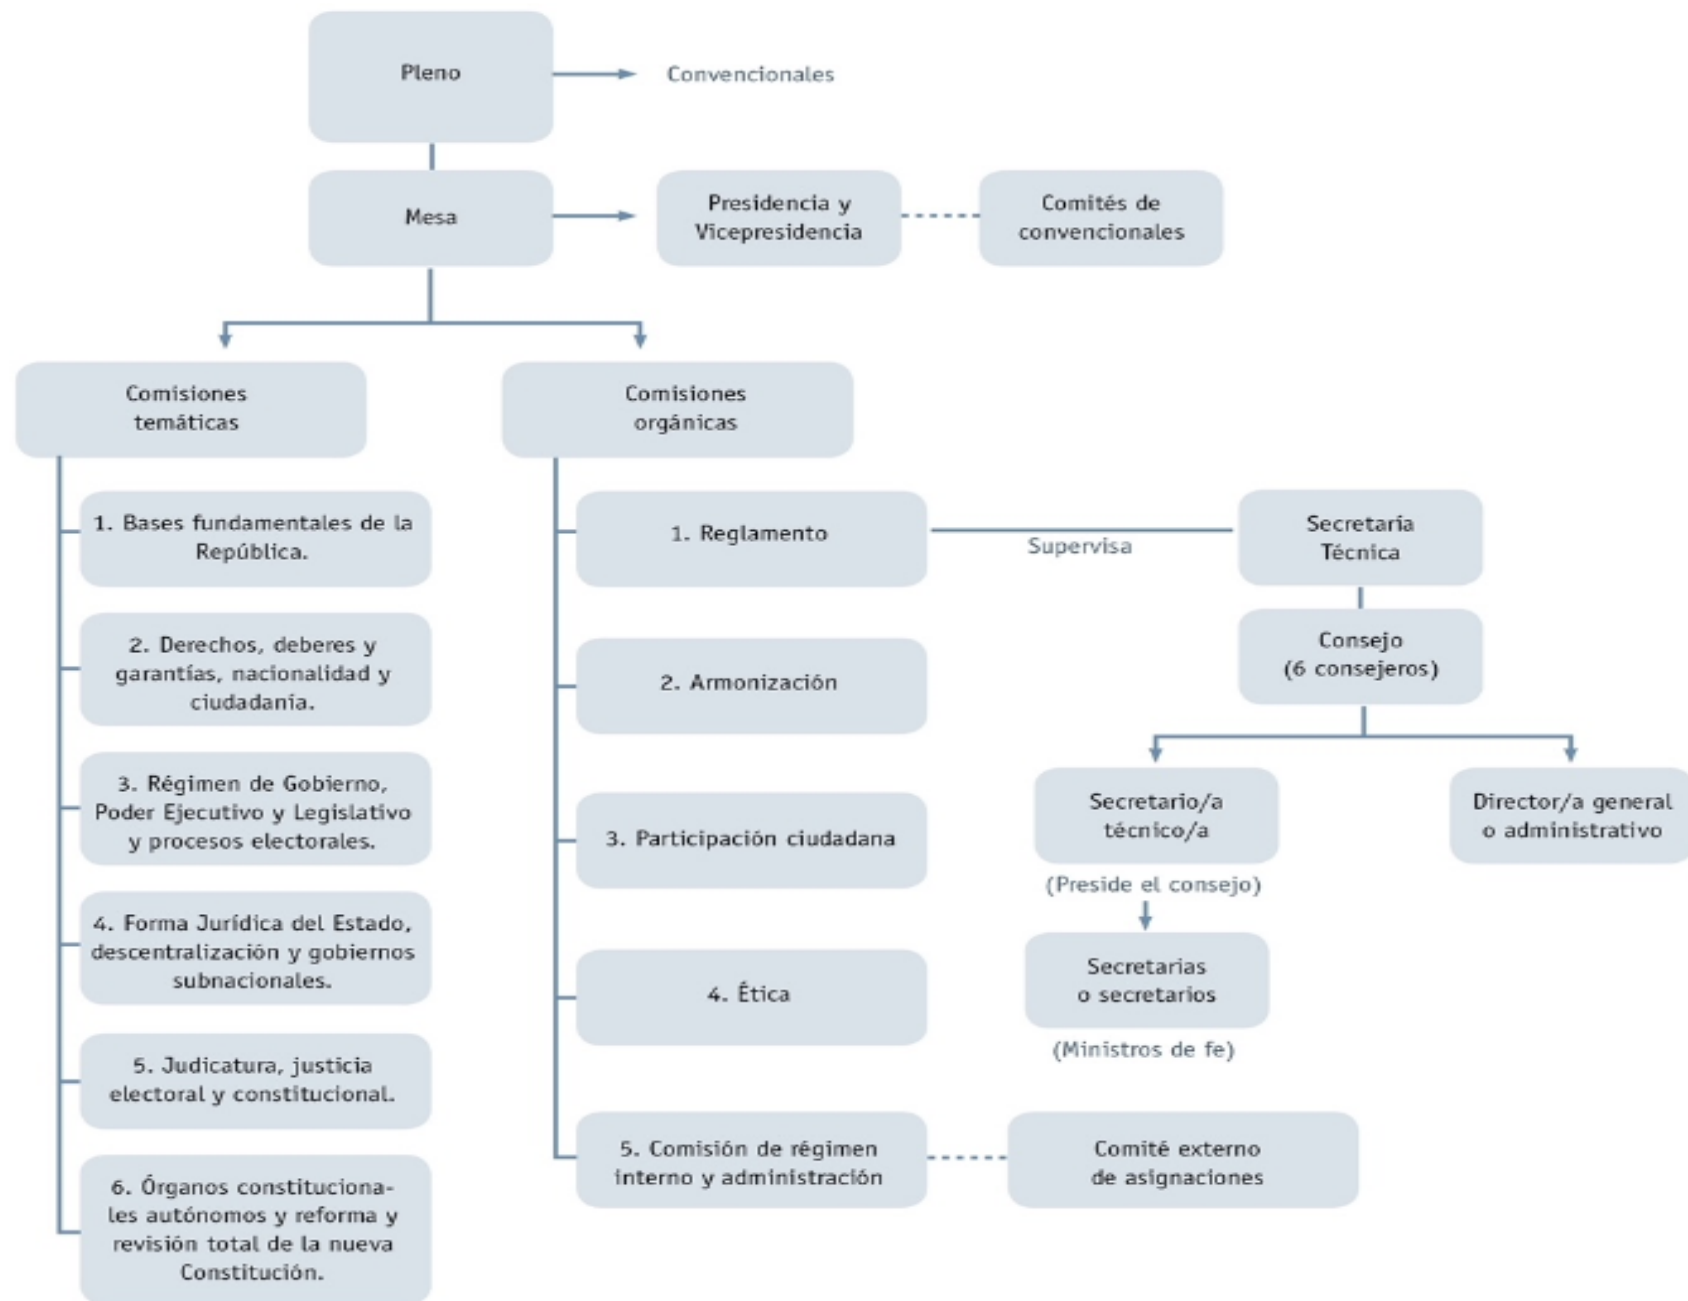 Pleno
Convencionales
Mesa
Presidencia y
Vicepresidencia
Comités de
convencionales
Comisiones
temáticas
1. Bases fundamentales de la
República.
2. Derechos, deberes y
garantías, nacionalidad y
ciudadanía.
3. Régimen de Gobierno,
Poder Ejecutivo y Legislativo
y procesos electorales.
4. Forma Jurídica del Estado,
descentralización y gobiernos
subnacionales.
5. Judicatura, justicia
electoral y constitucional.
6. Órganos constituciona-
les autónomos y reforma y
revisión total de la nueva
Constitución.
Comisiones
orgánicas
1. Reglamento
2. Armonización
3. Participación ciudadana
4. Ética
5. Comisión de régimen
interno y administración
Supervisa
Secretaría
Técnica
Consejo
(6 consejeros)
Secretario/a
técnico/a
(Preside el consejo)
Secretarias
o secretarios
(Ministros de fe)
Director/a general
o administrativo
Comité externo
de asignaciones